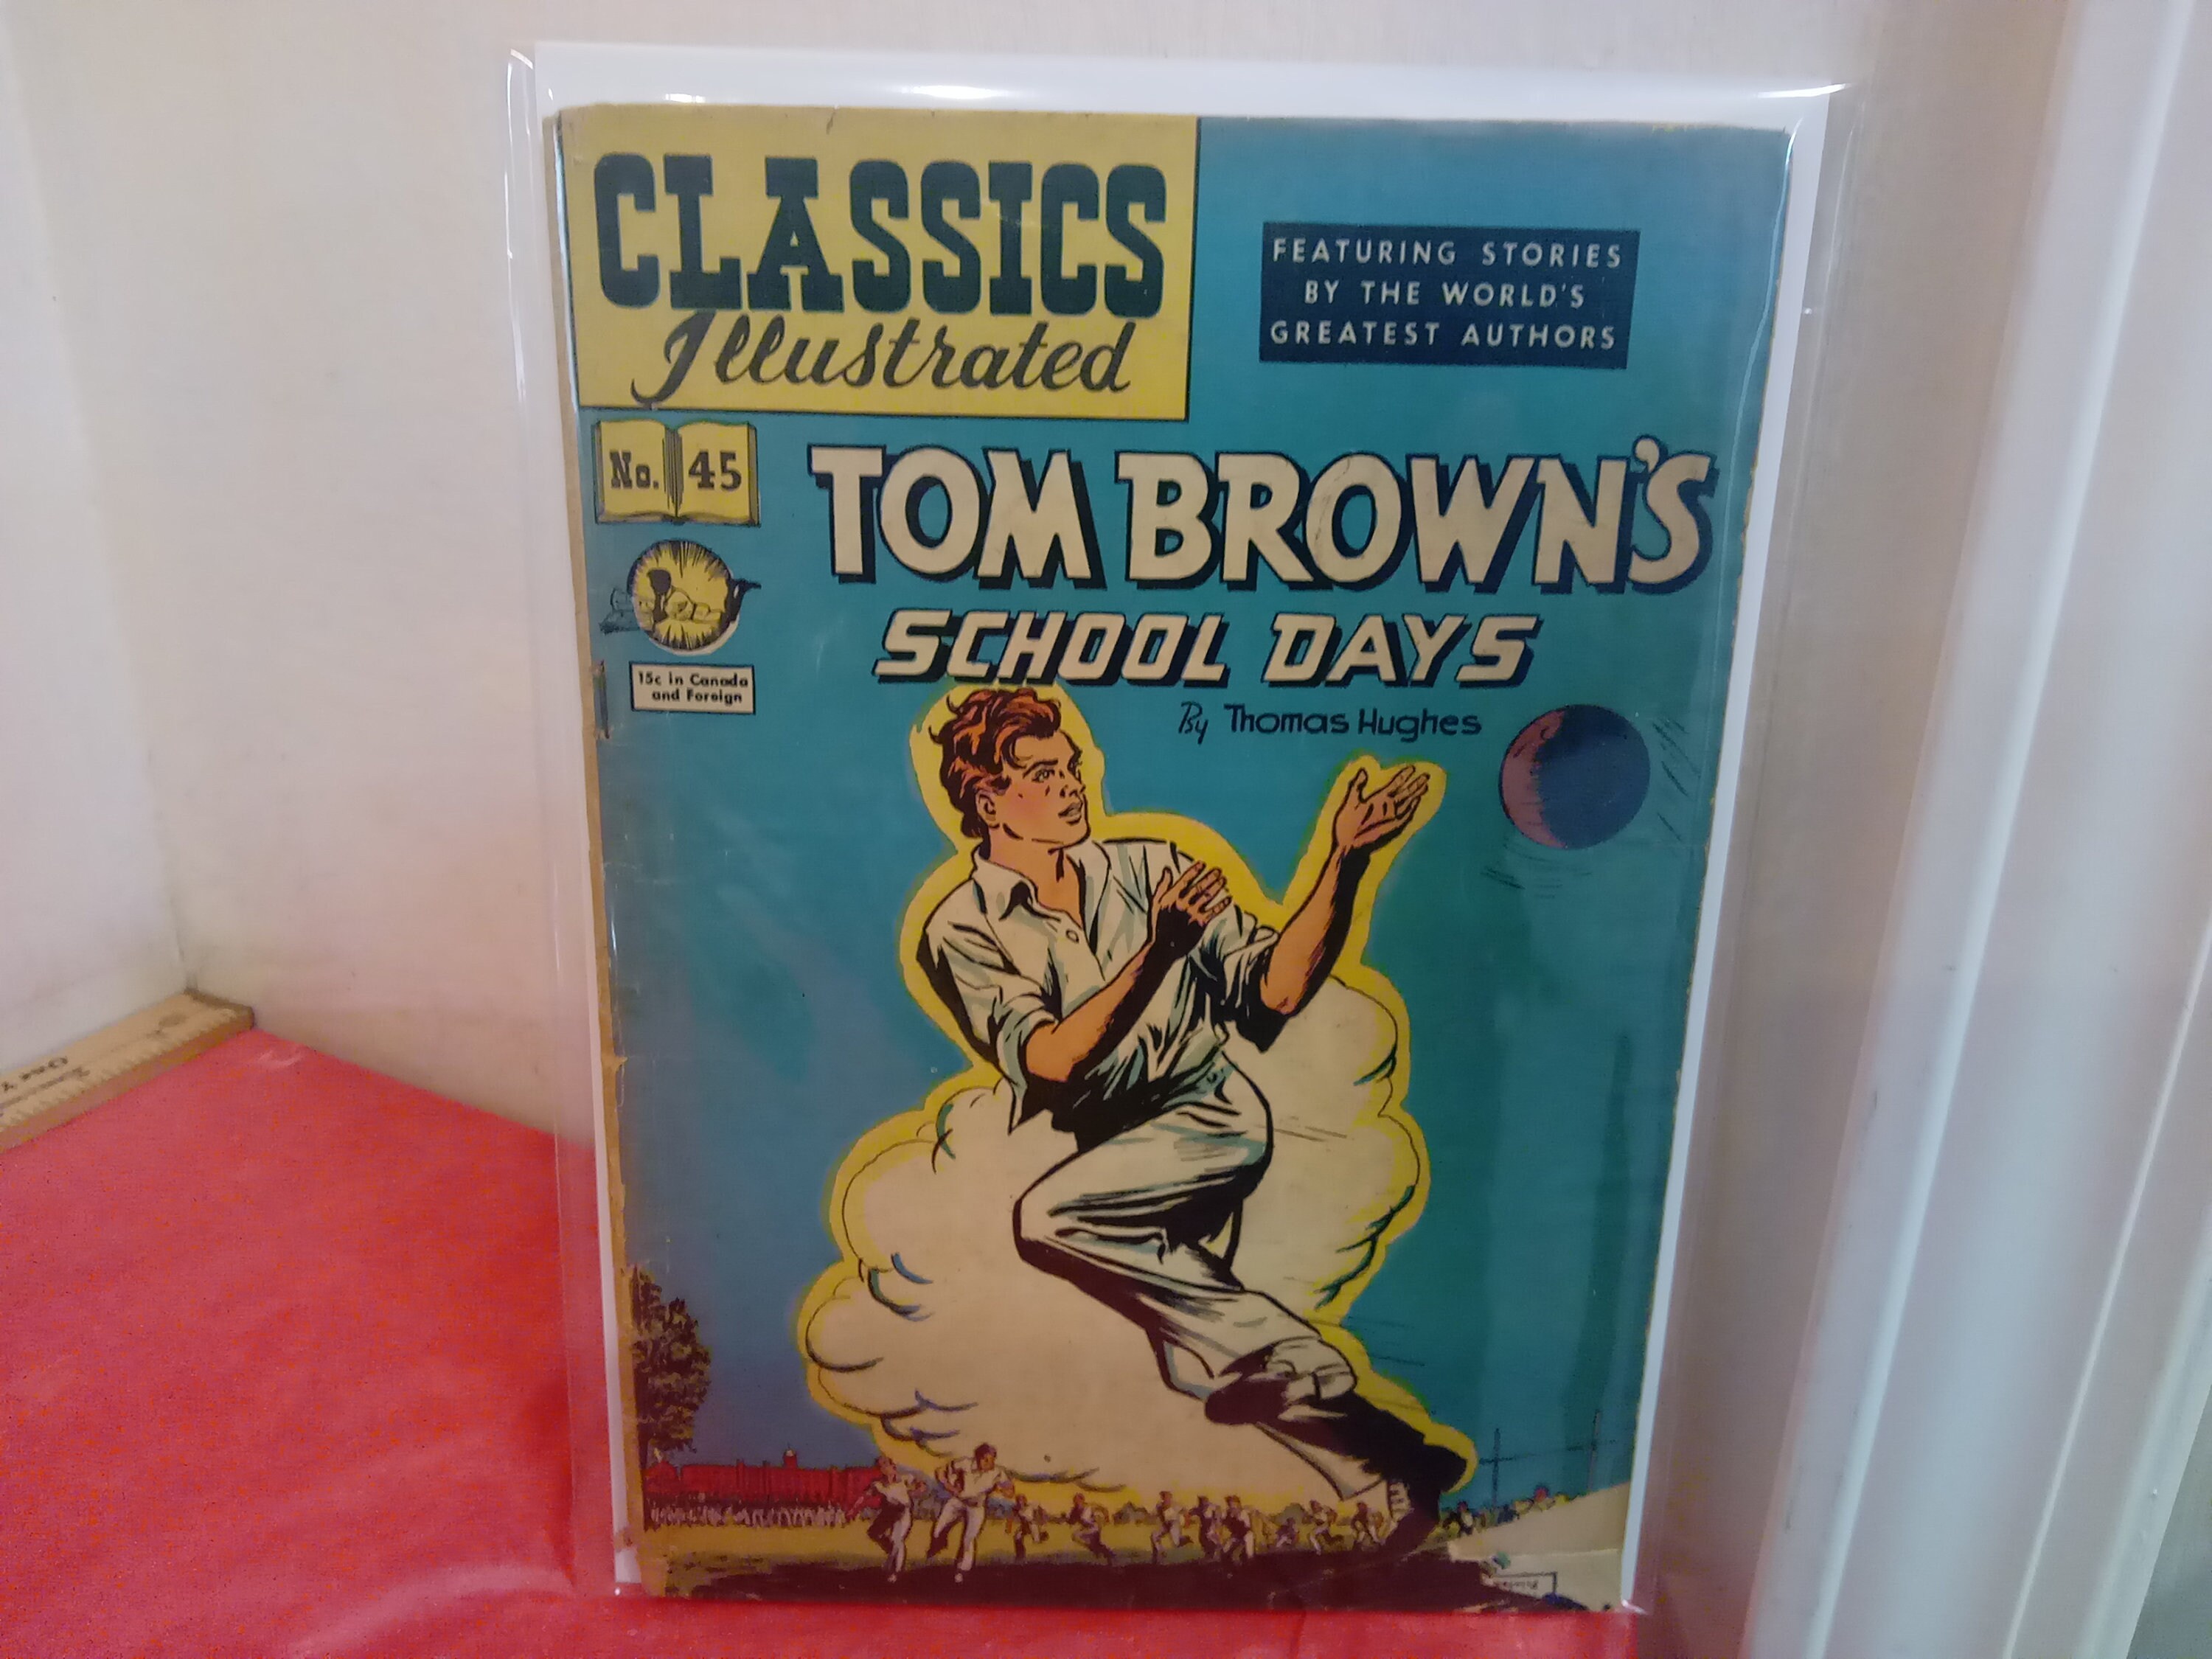 CLASSICS
Illustrated
FEATURING STORIES
BY THE WORLD'S
GREATEST AUTHORS
No. 45
TOM BROWN'S
SCHOOL DAYS
15c in Canada
and Foreign
By Thomas Hughes